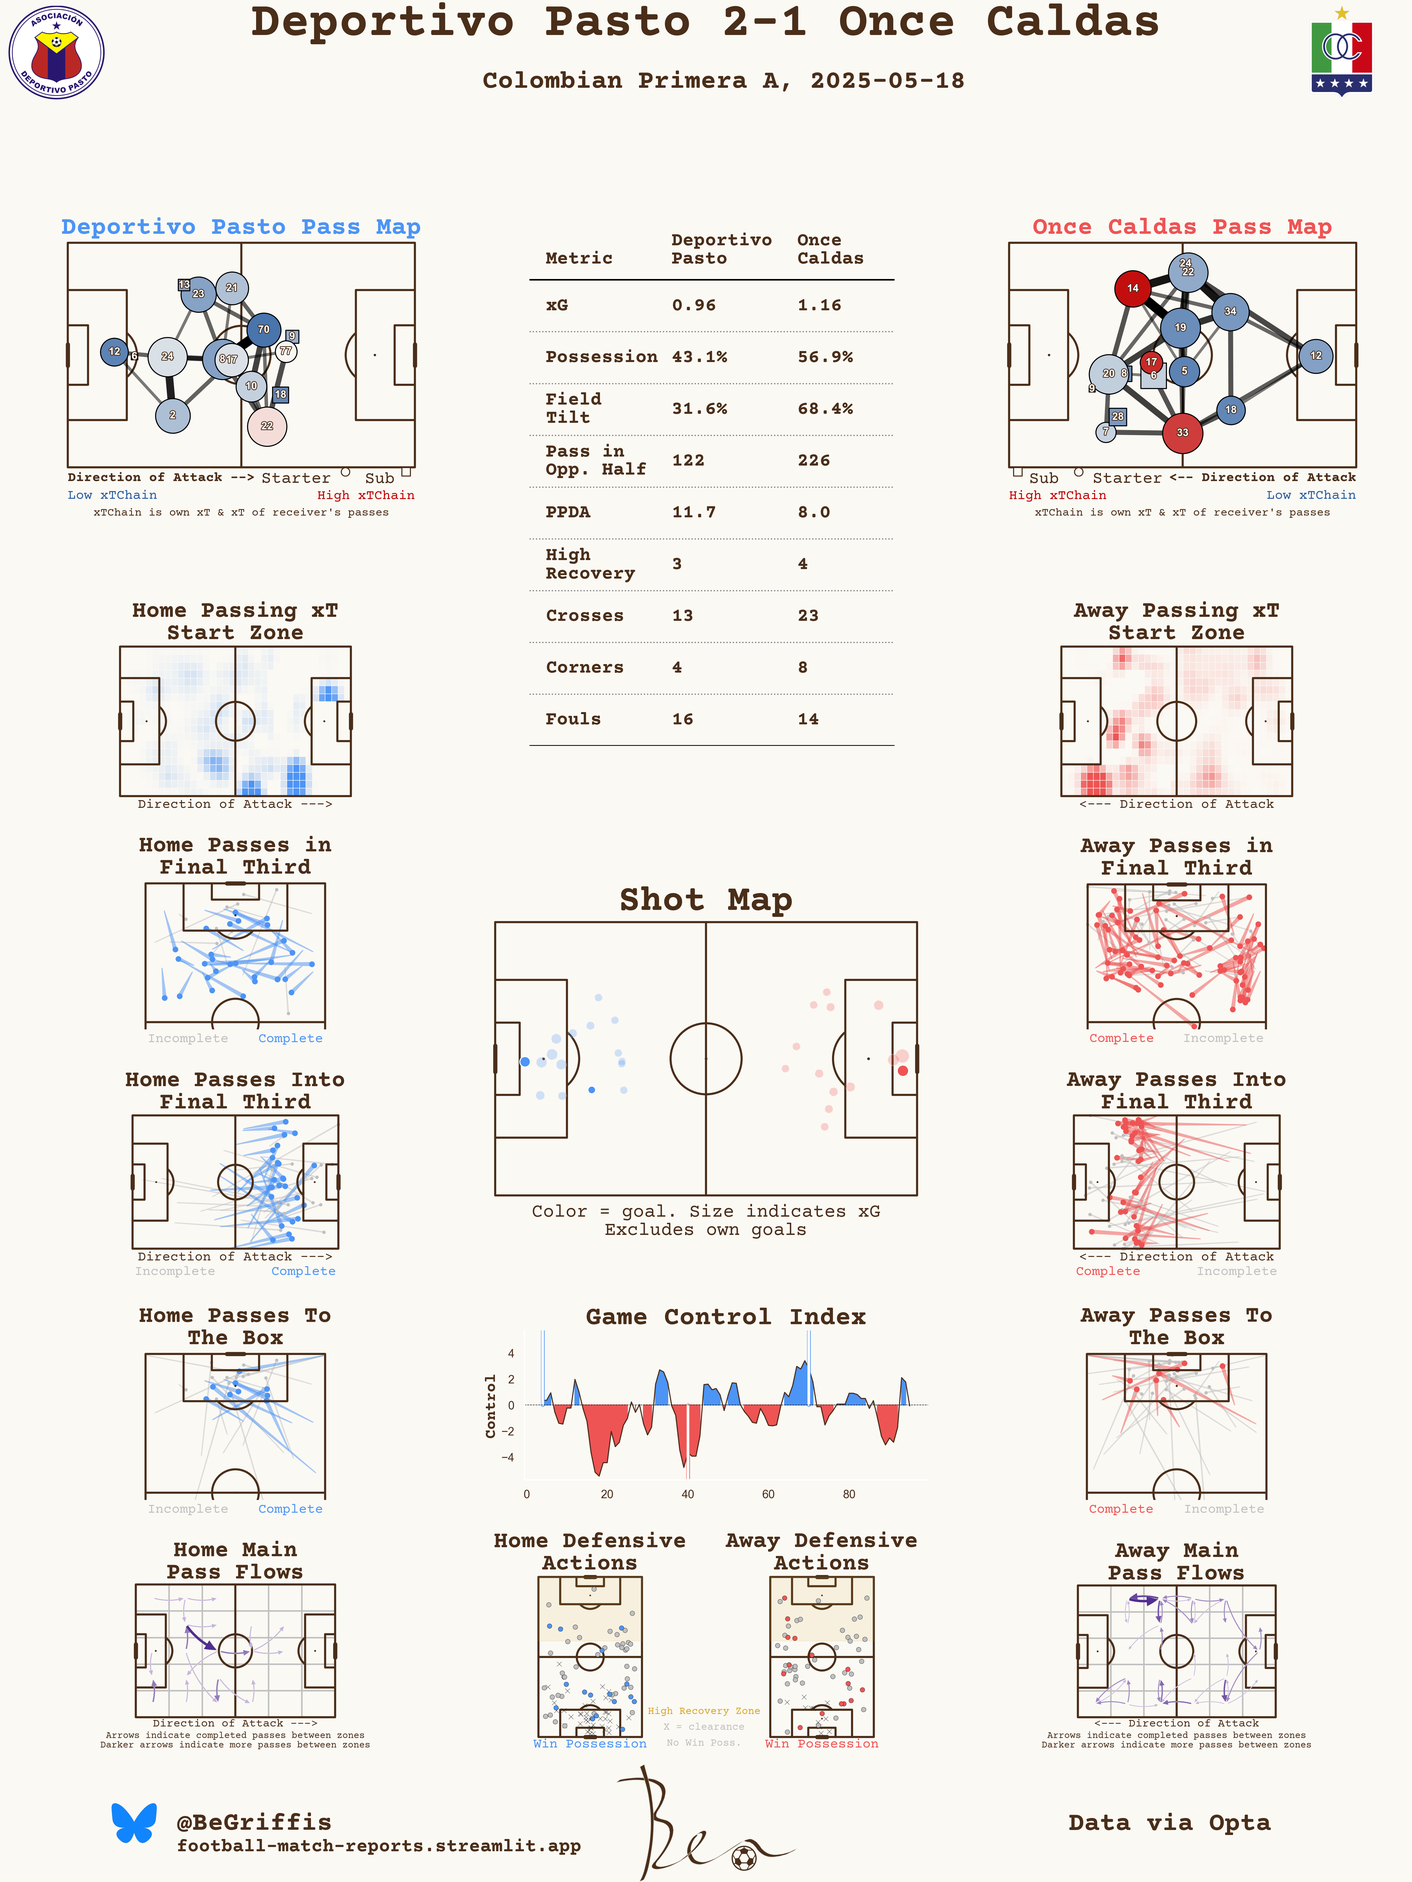 Deportivo Pasto 2-1 Once Caldas
Colombian Primera A, 2025-05-18
ASOCIACIÓN
DEPORTIVO PASTO
OC
Deportivo Pasto Pass Map
13
23
21
70
9
77
12
6
24
8
17
10
18
2
22
Direction of Attack --> Starter Sub
Low xTChain High xTChain
xTChain is own xT & xT of receiver's passes
Metric Deportivo Pasto Once Caldas
xG 0.96 1.16
Possession 43.1% 56.9%
Field Tilt 31.6% 68.4%
Pass in Opp. Half 122 226
PPDA 11.7 8.0
High Recovery 3 4
Crosses 13 23
Corners 4 8
Fouls 16 14
Once Caldas Pass Map
24
22
14
34
19
12
17
20
8
6
5
9
28
18
7
33
Sub Starter <-- Direction of Attack
High xTChain Low xTChain
xTChain is own xT & xT of receiver's passes
Home Passing xT
Start Zone
Direction of Attack --->
Away Passing xT
Start Zone
<--- Direction of Attack
Home Passes in
Final Third
Incomplete Complete
Away Passes in
Final Third
Complete Incomplete
Shot Map
Color = goal. Size indicates xG
Excludes own goals
Home Passes Into
Final Third
Direction of Attack --->
Incomplete Complete
Away Passes Into
Final Third
<--- Direction of Attack
Complete Incomplete
Home Passes To
The Box
Incomplete Complete
Game Control Index
Control
4
2
0
−2
−4
0 20 40 60 80
Away Passes To
The Box
Complete Incomplete
Home Main
Pass Flows
Direction of Attack --->
Arrows indicate completed passes between zones
Darker arrows indicate more passes between zones
Home Defensive
Actions
Win Possession
High Recovery Zone
X = clearance
No Win Poss.
Away Defensive
Actions
Win Possession
Away Main
Pass Flows
<--- Direction of Attack
Arrows indicate completed passes between zones
Darker arrows indicate more passes between zones
@BeGriffis
football-match-reports.streamlit.app
Ben
Data via Opta